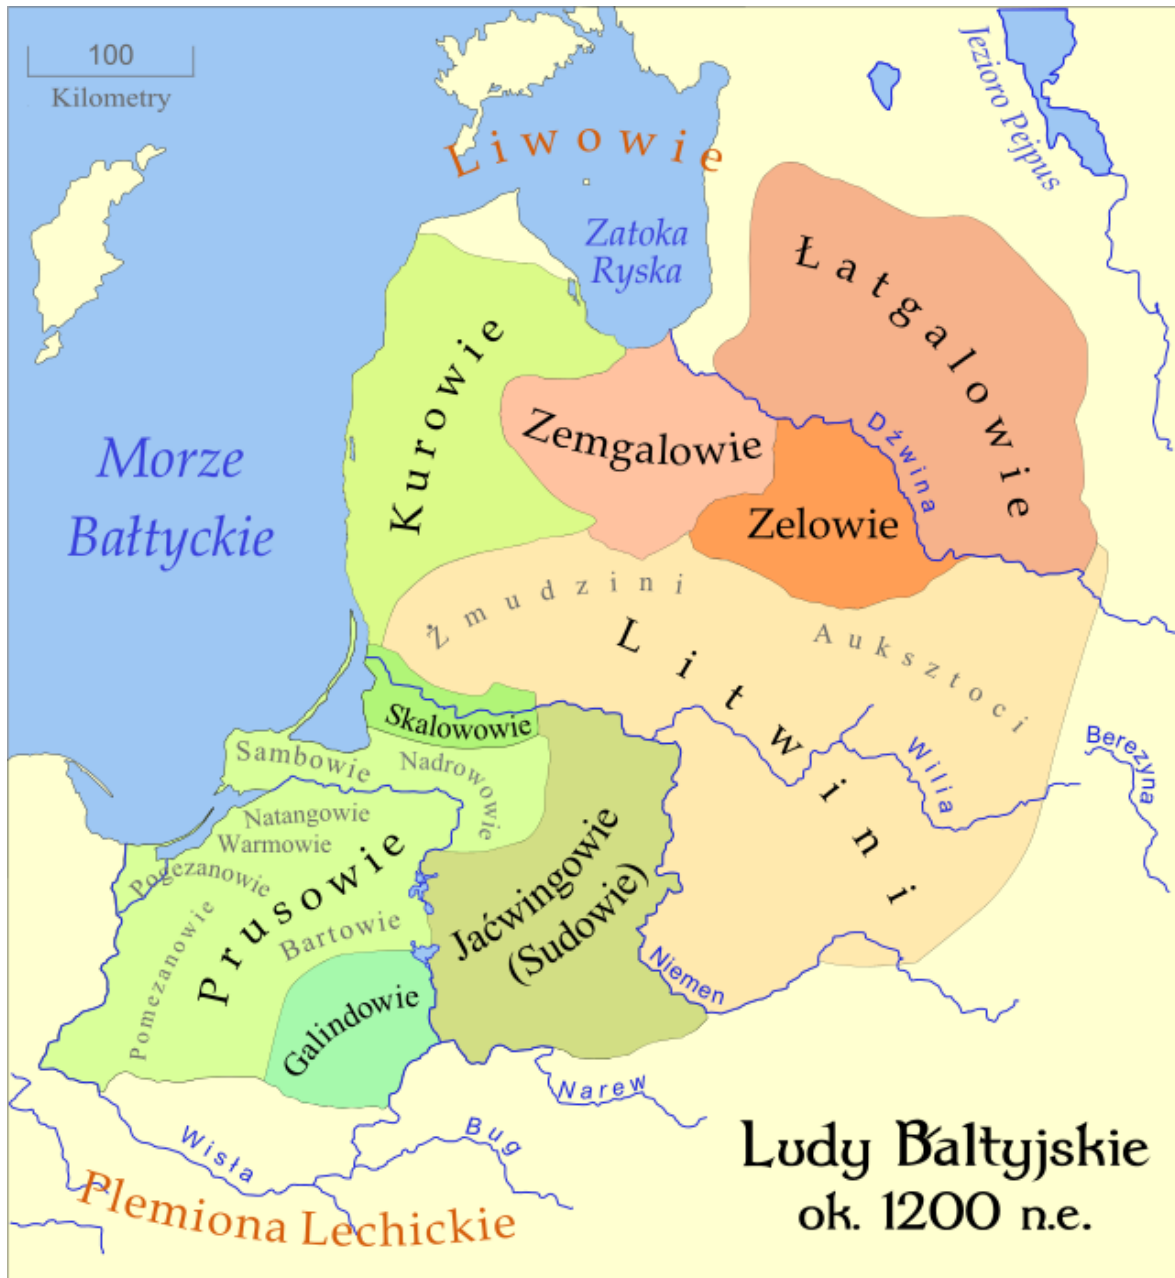 100
Kilometry
Jezioro Pejpus
Liwowie
Zatoka
Ryska
Łatgalowie
Kurowie
Zemgalowie
Dźwina
Morze
Bałtyckie
Zelowie
Żmudzini
Auksztoci
Litwini
Skalowowie
Sambowie
Nadrowowie
Wilia
Berezyna
Natangowie
Warmowie
Pogezanowie
Prusowie
Bartowie
Pomezanowie
Jaćwingowie
(Sudowie)
Niemen
Galindowie
Narew
Bug
Wisła
Plemiona Lechickie
Ludy Bałtyjskie
ok. 1200 n.e.